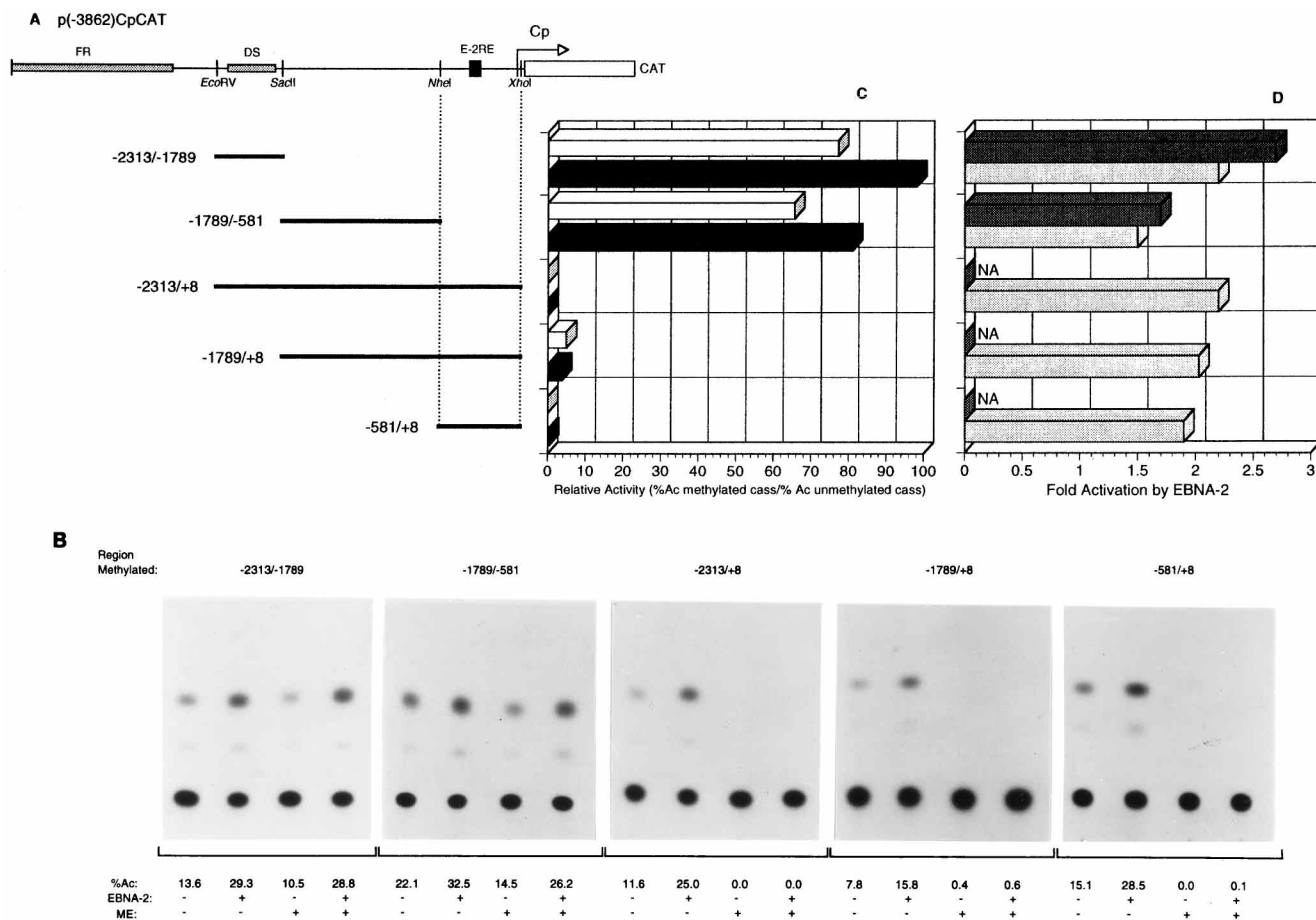 A p(-3862)CpCAT
Cp
FR
DS
E-2RE
CAT
EcoRV
SacII
NheI
XhoI
C
D
-2313/-1789
-1789/-581
-2313/+8
-1789/+8
-581/+8
NA
NA
NA
0 10 20 30 40 50 60 70 80 90 100
Relative Activity (%Ac methylated cass/% Ac unmethylated cass)
0 0.5 1 1.5 2 2.5 3
Fold Activation by EBNA-2
B
Region
Methylated: -2313/-1789 -1789/-581 -2313/+8 -1789/+8 -581/+8
%Ac: 13.6 29.3 10.5 28.8 22.1 32.5 14.5 26.2 11.6 25.0 0.0 0.0 7.8 15.8 0.4 0.6 15.1 28.5 0.0 0.1
EBNA-2: - + - + - + - + - + - + - + - + - + - +
ME: - - + + - - + + - - + + - - + + - - + +